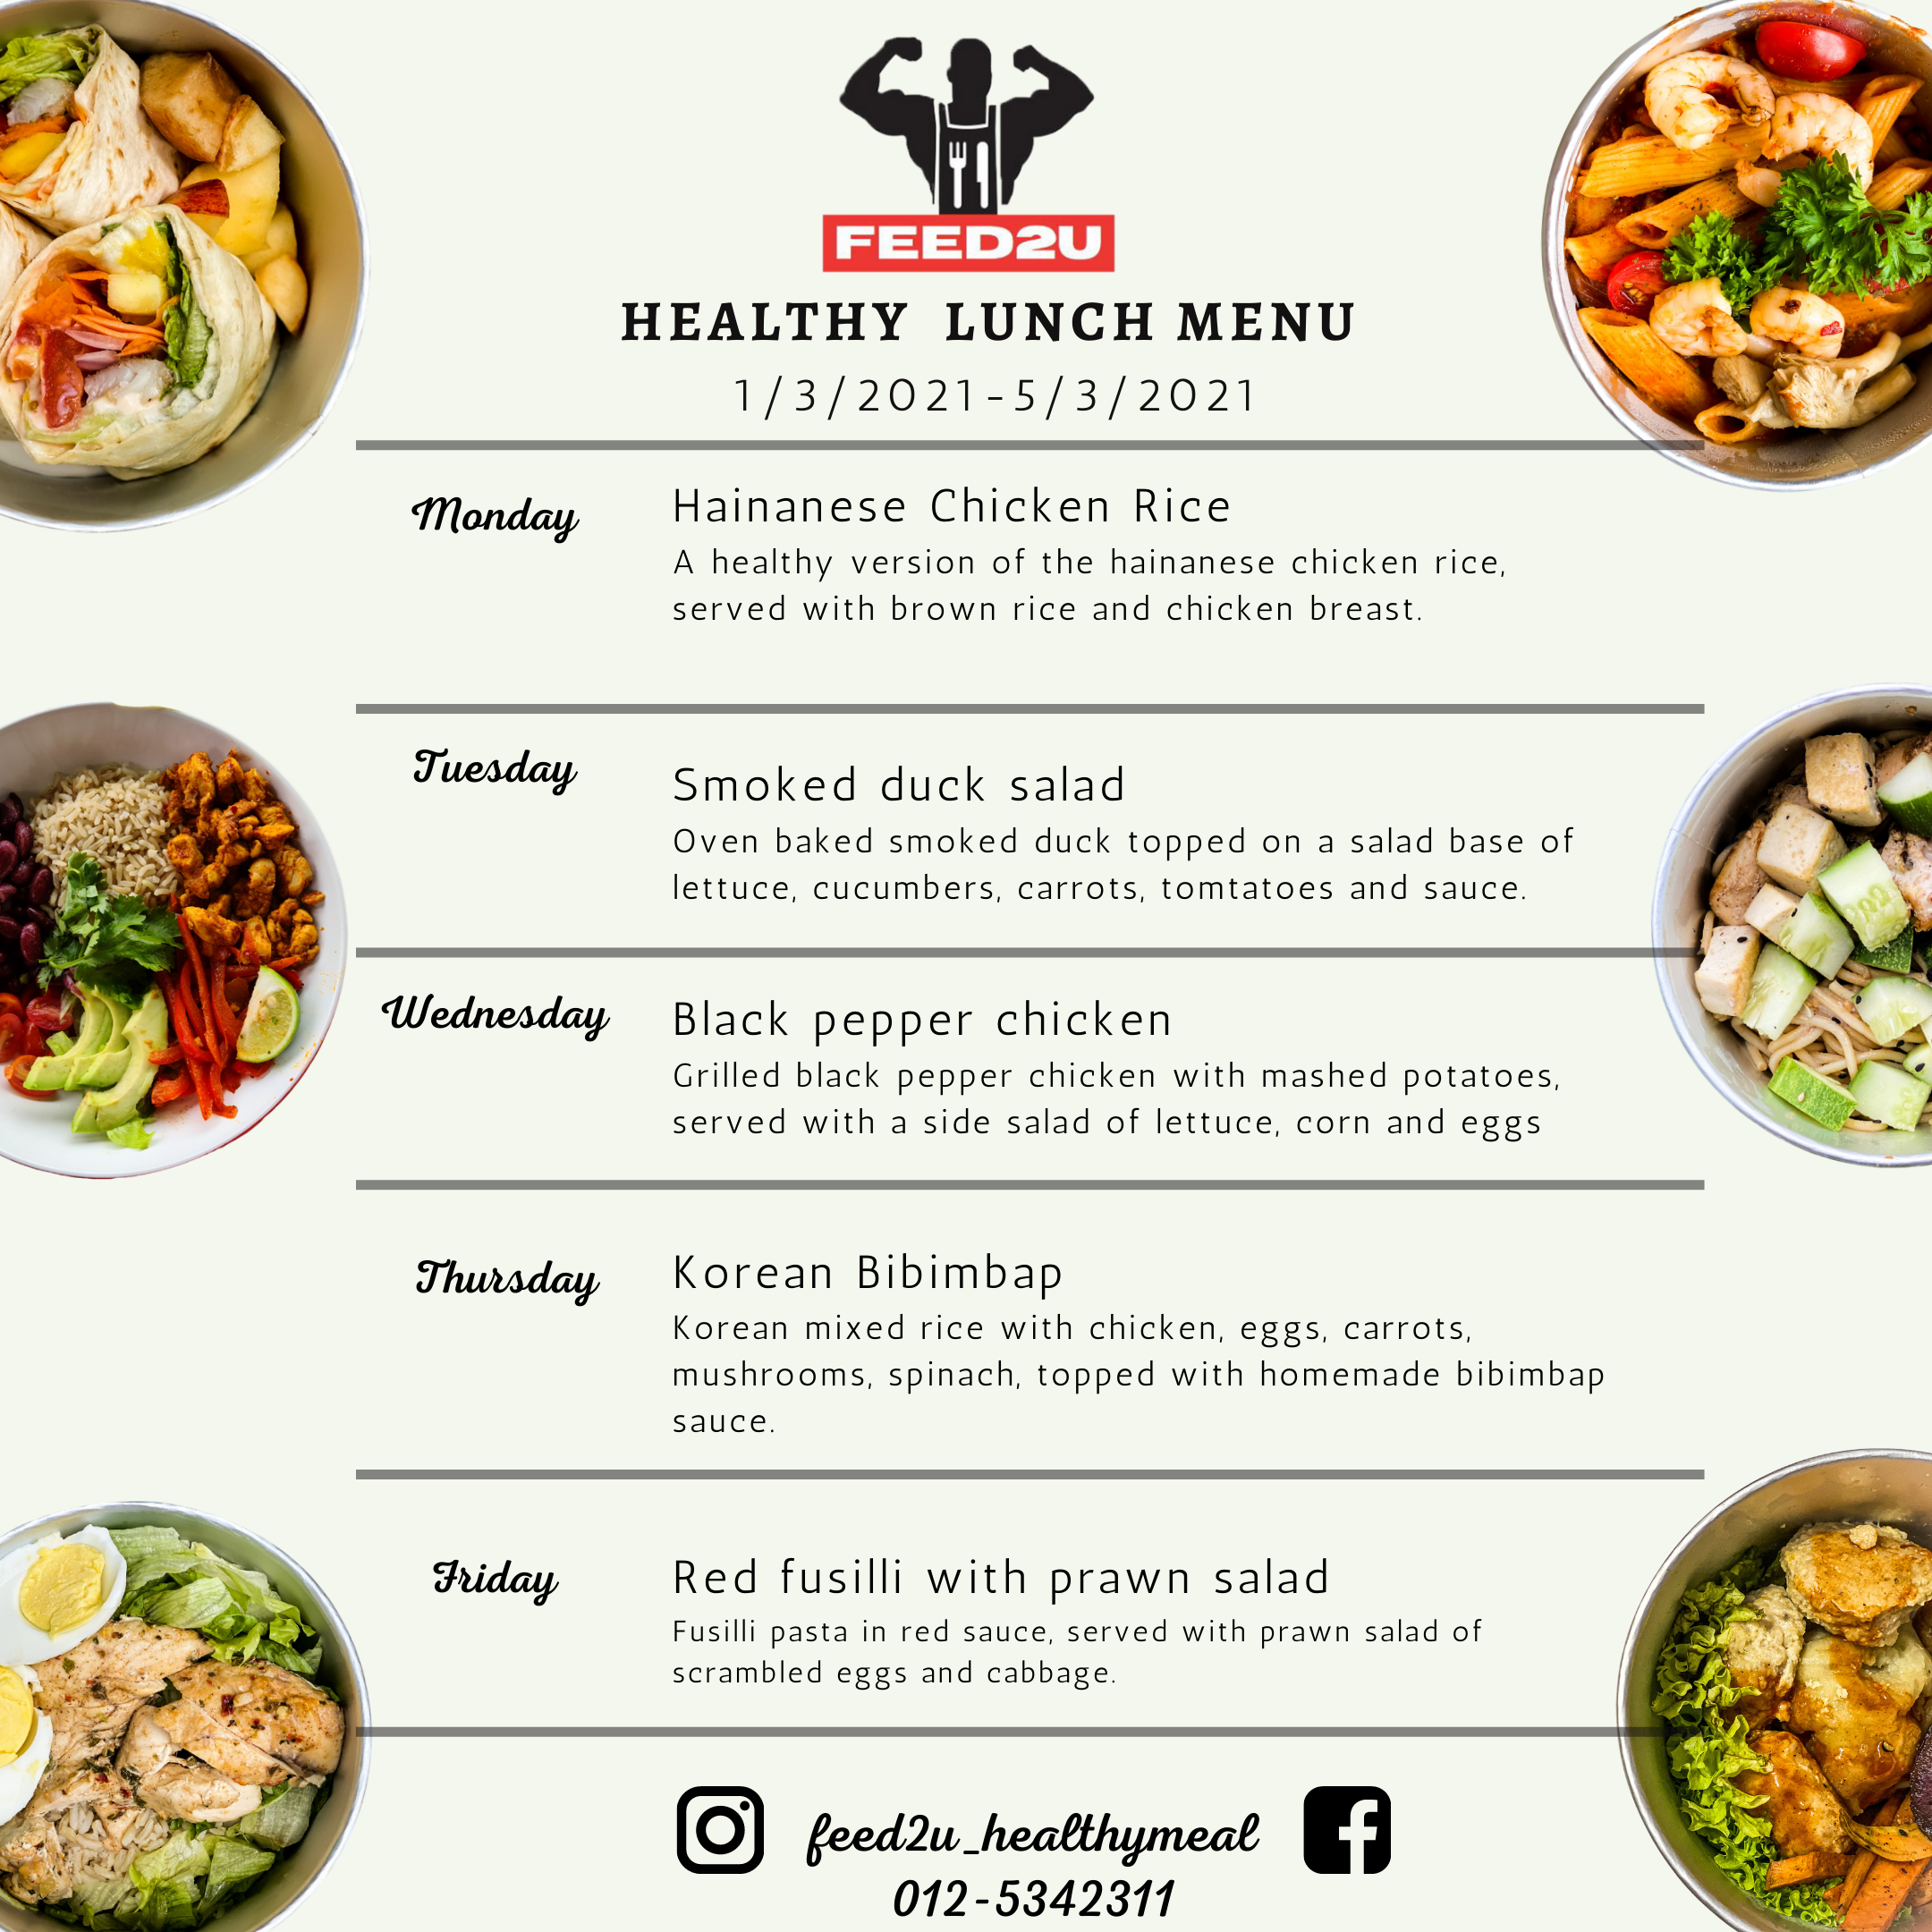 FEED2U
HEALTHY LUNCH MENU
1/3/2021-5/3/2021
Monday
Hainanese Chicken Rice
A healthy version of the hainanese chicken rice,
served with brown rice and chicken breast.
Tuesday
Smoked duck salad
Oven baked smoked duck topped on a salad base of
lettuce, cucumbers, carrots, tomtatoes and sauce.
Wednesday
Black pepper chicken
Grilled black pepper chicken with mashed potatoes,
served with a side salad of lettuce, corn and eggs
Thursday
Korean Bibimbap
Korean mixed rice with chicken, eggs, carrots,
mushrooms, spinach, topped with homemade bibimbap
sauce.
Friday
Red fusilli with prawn salad
Fusilli pasta in red sauce, served with prawn salad of
scrambled eggs and cabbage.
feed2u_healthymeal
012-5342311